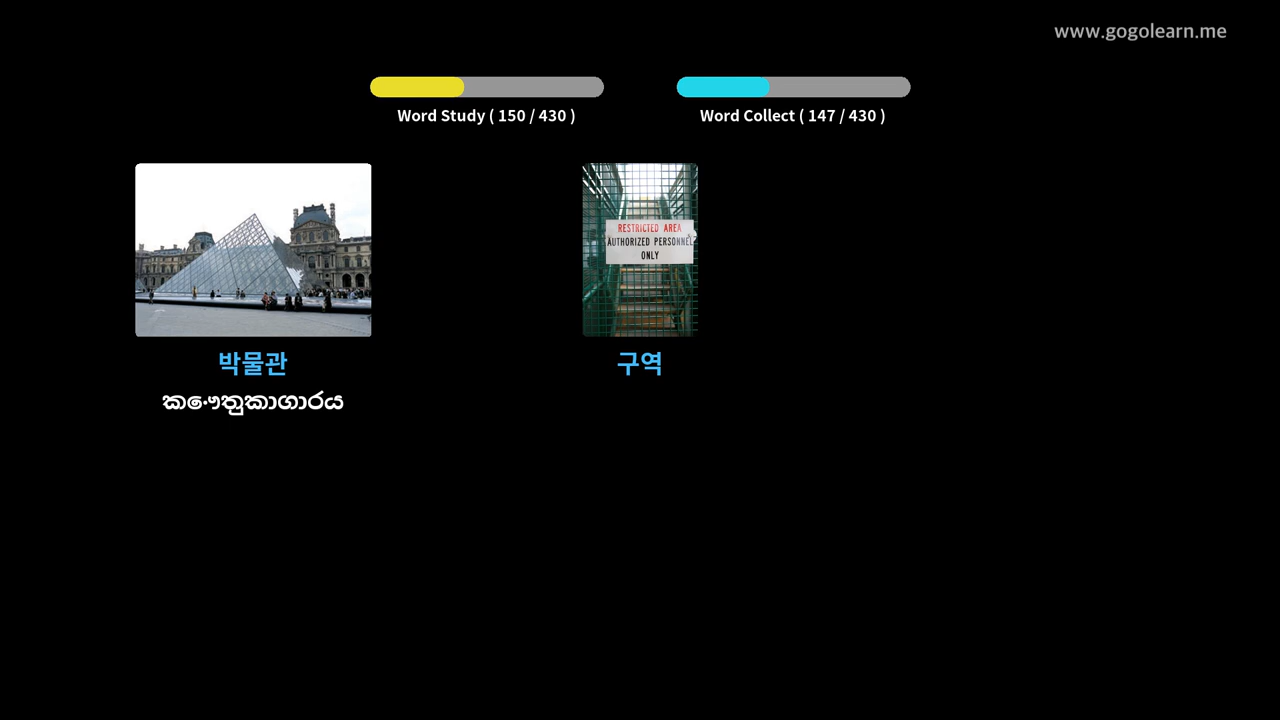 www.gogolearn.me
Word Study ( 150 / 430 )
Word Collect ( 147 / 430 )
RESTRICTED AREA
AUTHORIZED PERSONNEL
ONLY
박물관
구역
කෞතුකාගාරය